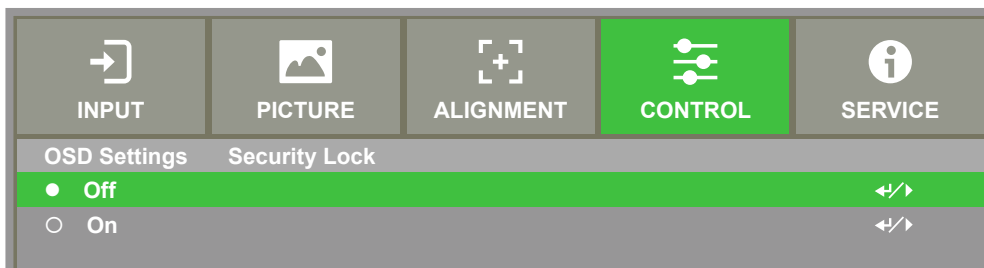 INPUT PICTURE ALIGNMENT CONTROL SERVICE
OSD Settings Security Lock
Off
On